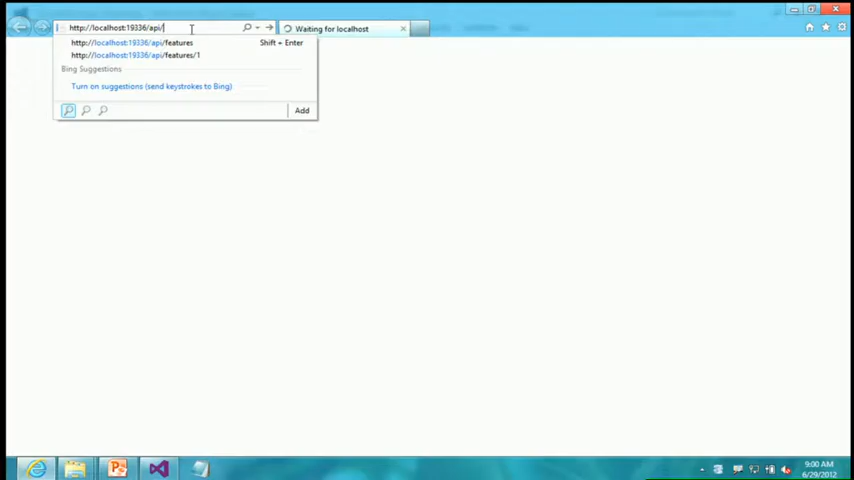 http://localhost:19336/api/
Waiting for localhost
http://localhost:19336/api/features
Shift + Enter
http://localhost:19336/api/features/1
Bing Suggestions
Turn on suggestions (send keystrokes to Bing)
Add
9:00 AM
6/29/2012